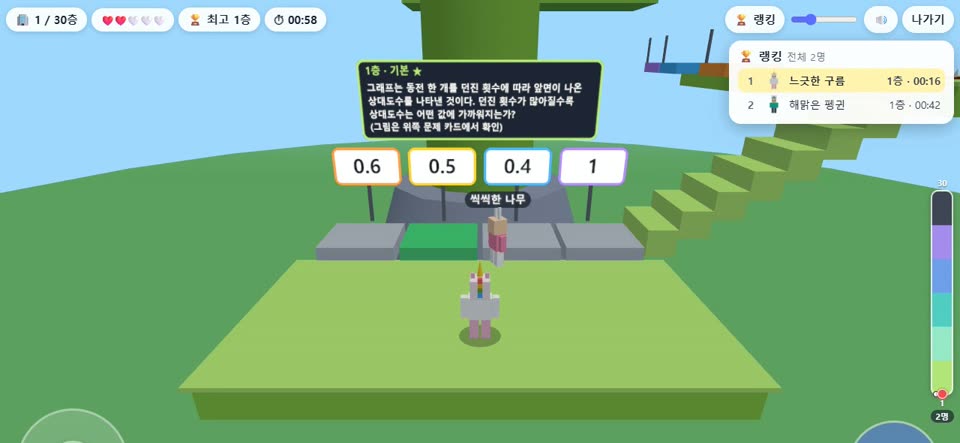 1 / 30층
최고 1층
00:58
랭킹
나가기
랭킹 전체 2명
1 느긋한 구름 1층 · 00:16
2 해맑은 펭귄 1층 · 00:42
1층 · 기본 ★
그래프는 동전 한 개를 던진 횟수에 따라 앞면이 나온
상대도수를 나타낸 것이다. 던진 횟수가 많아질수록
상대도수는 어떤 값에 가까워지는가?
(그림은 위쪽 문제 카드에서 확인)
0.6 0.5 0.4 1
씩씩한 나무
30
1
2명